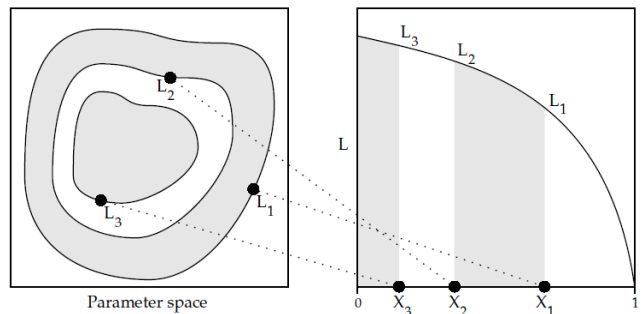 L₂
L₁
L₃
Parameter space
L₃
L₂
L₁
L
0
X₃
X₂
X₁
1